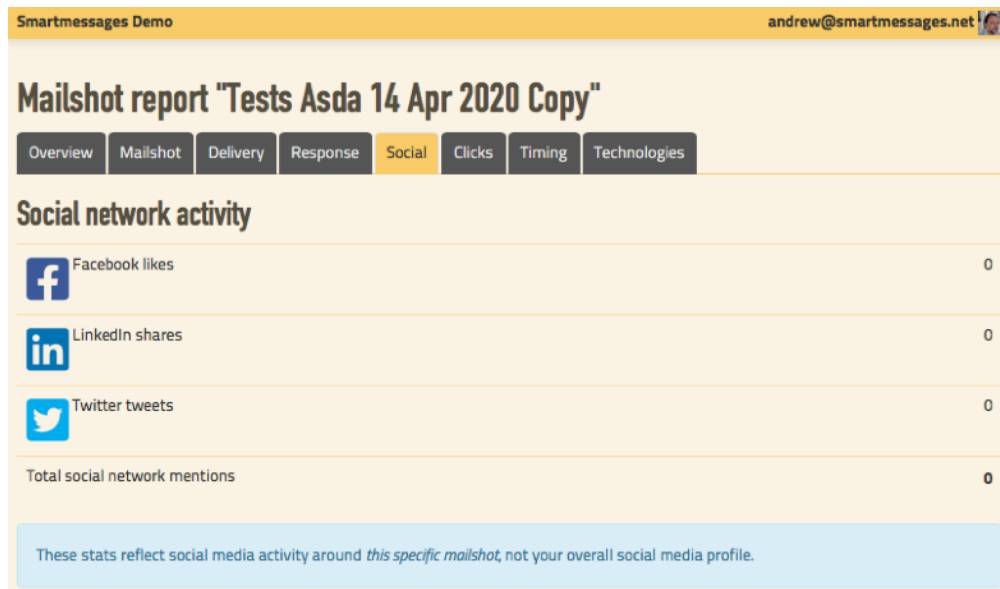 Smartmessages Demo andrew@smartmessages.net
Mailshot report "Tests Asda 14 Apr 2020 Copy"
Overview Mailshot Delivery Response Social Clicks Timing Technologies
Social network activity
Facebook likes 0
LinkedIn shares 0
Twitter tweets 0
Total social network mentions 0
These stats reflect social media activity around this specific mailshot, not your overall social media profile.